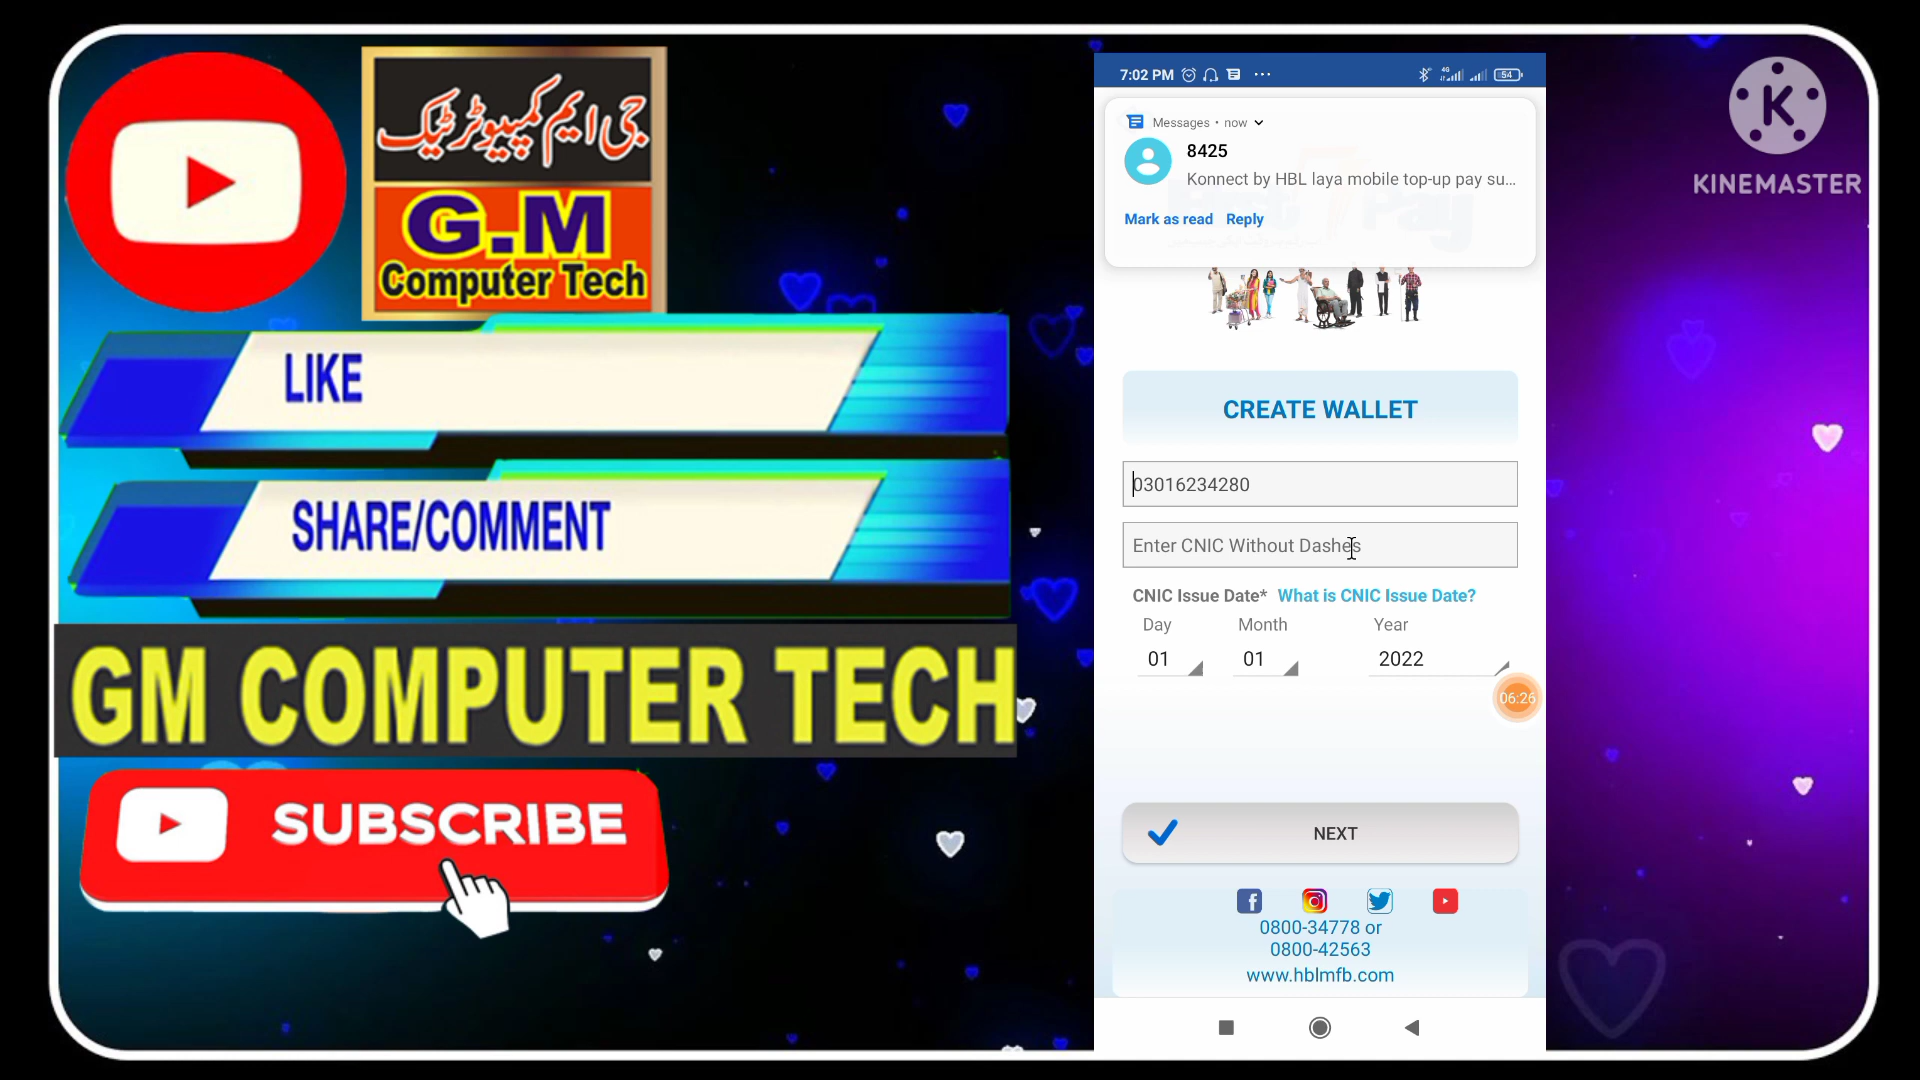 جی ایم کمپیوٹر ٹیک
G.M
Computer Tech
LIKE
SHARE/COMMENT
GM COMPUTER TECH
SUBSCRIBE
7:02 PM
4G
54
Messages • now
8425
Konnect by HBL laya mobile top-up pay su...
Mark as read Reply
Pay
CREATE WALLET
03016234280
Enter CNIC Without Dashes
CNIC Issue Date* What is CNIC Issue Date?
Day Month Year
01 01 2022
06:26
NEXT
0800-34778 or
0800-42563
www.hblmfb.com
K
KINEMASTER